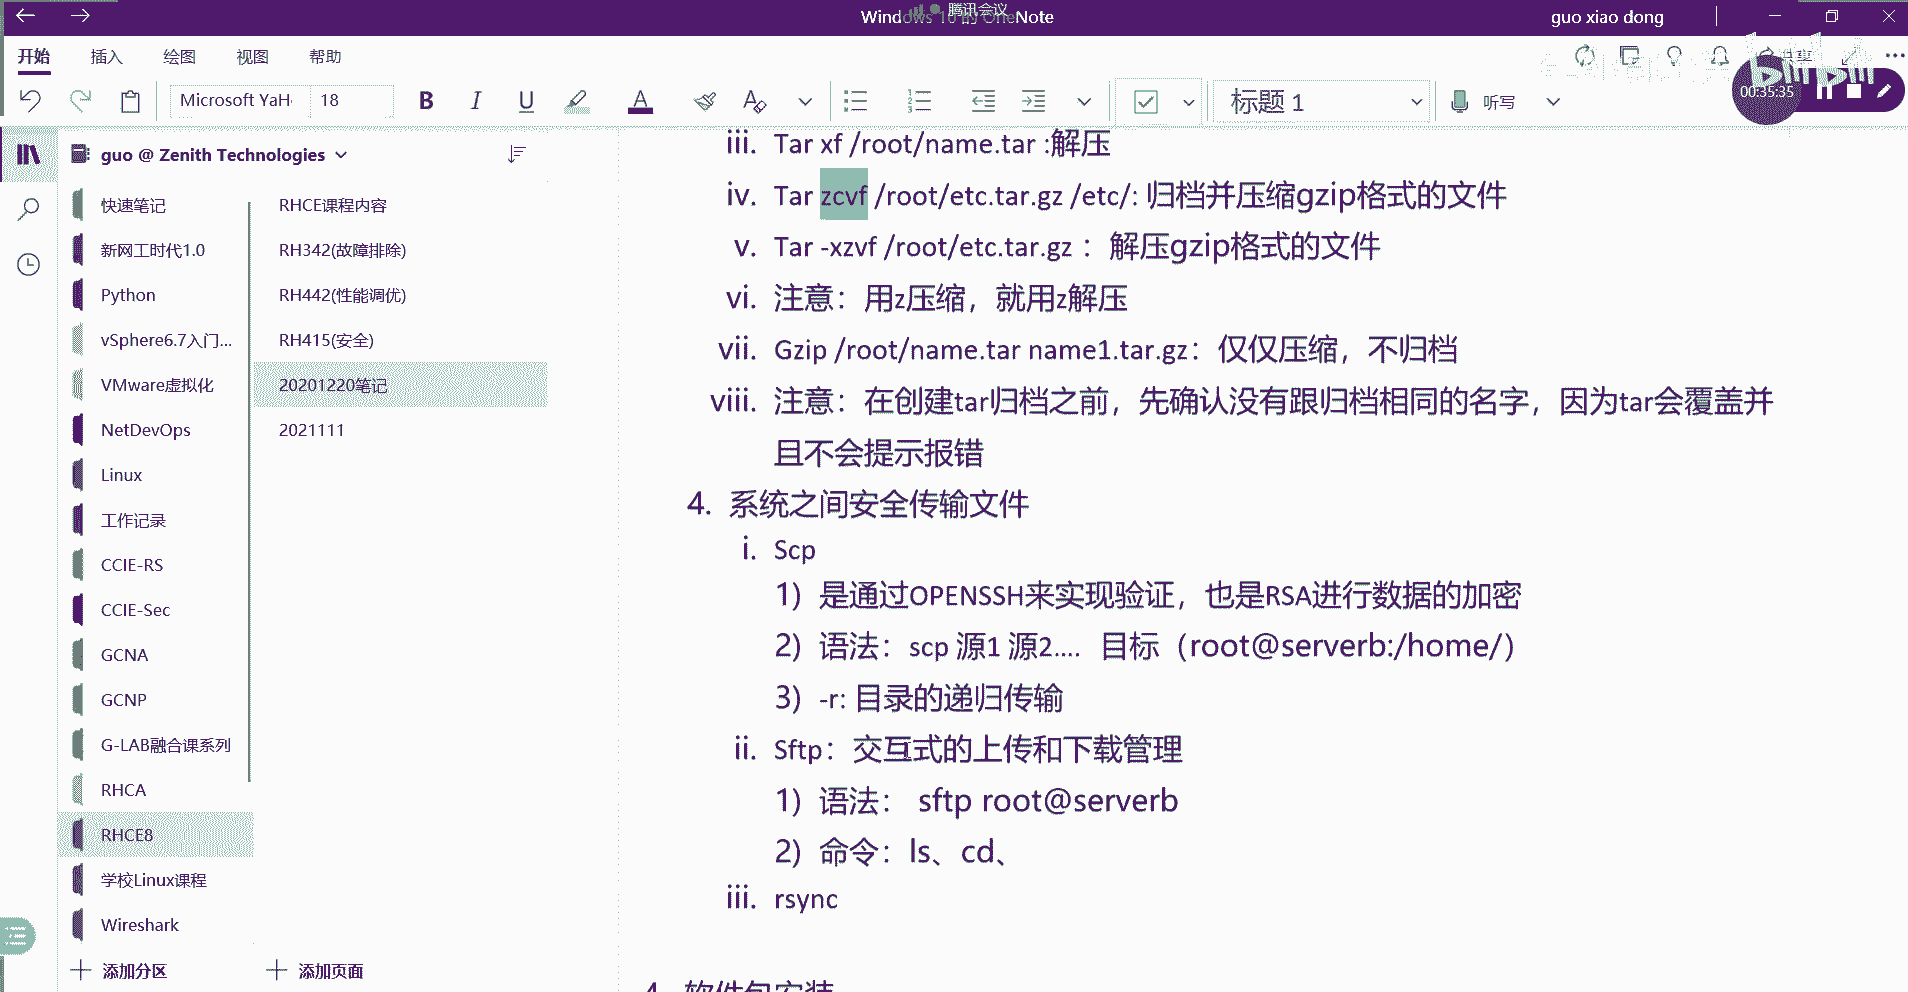 Windows 10 的 OneNote
腾讯会议
guo xiao dong
开始 插入 绘图 视图 帮助
共享
bilibili
00:35:35
Microsoft YaH 18
B I U A
标题 1
听写
guo @ Zenith Technologies
快速笔记
新网工时代1.0
Python
vSphere6.7入门...
VMware虚拟化
NetDevOps
Linux
工作记录
CCIE-RS
CCIE-Sec
GCNA
GCNP
G-LAB融合课系列
RHCA
RHCE8
学校Linux课程
Wireshark
添加分区
RHCE课程内容
RH342(故障排除)
RH442(性能调优)
RH415(安全)
20201220笔记
2021111
添加页面
iii. Tar xf /root/name.tar :解压
iv. Tar zcvf /root/etc.tar.gz /etc/: 归档并压缩gzip格式的文件
v. Tar -xzvf /root/etc.tar.gz ：解压gzip格式的文件
vi. 注意：用z压缩，就用z解压
vii. Gzip /root/name.tar name1.tar.gz：仅仅压缩，不归档
viii. 注意：在创建tar归档之前，先确认没有跟归档相同的名字，因为tar会覆盖并
且不会提示报错
4. 系统之间安全传输文件
i. Scp
1）是通过OPENSSH来实现验证，也是RSA进行数据的加密
2）语法：scp 源1 源2.... 目标（root@serverb:/home/）
3）-r: 目录的递归传输
ii. Sftp：交互式的上传和下载管理
1）语法： sftp root@serverb
2）命令：ls、cd、
iii. rsync
4. 软件包安装